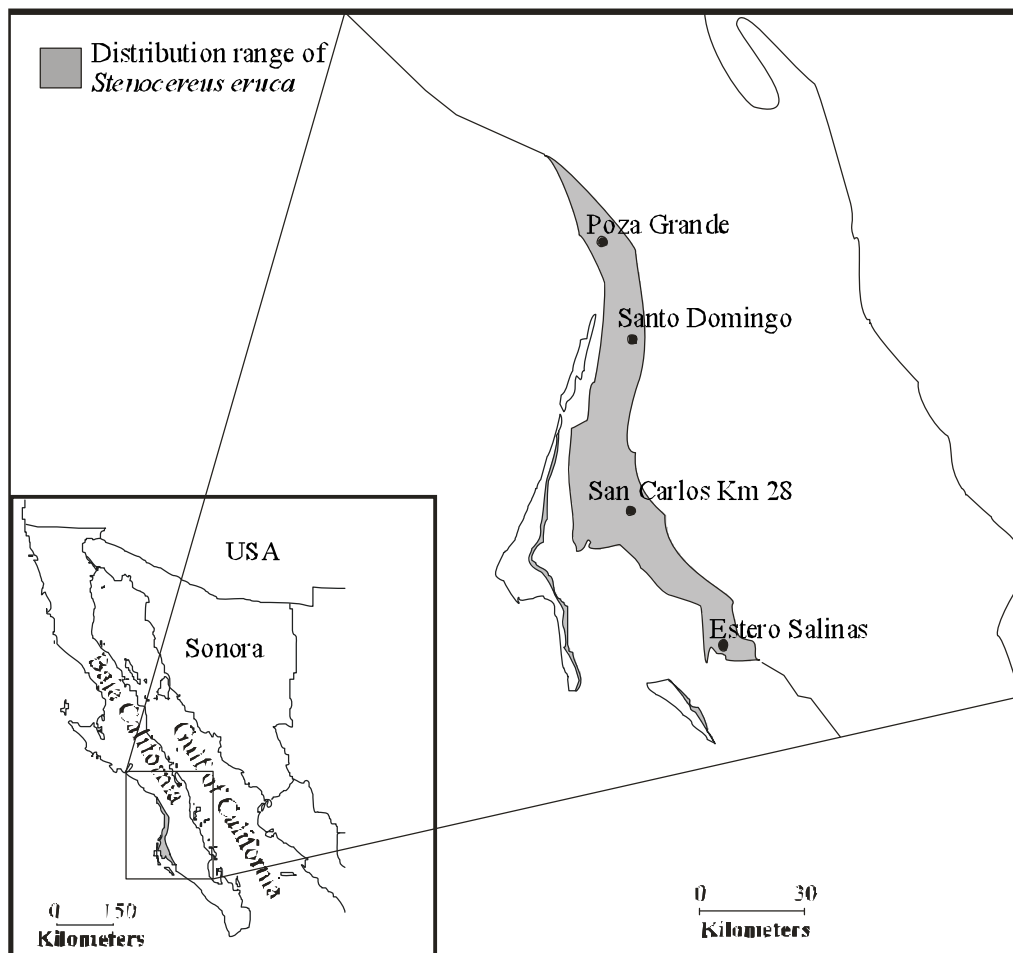 Distribution range of
Stenocereus eruca
Poza Grande
Santo Domingo
San Carlos Km 28
Estero Salinas
USA
Sonora
Baja California
Gulf of California
0 150
Kilometers
0 30
Kilometers